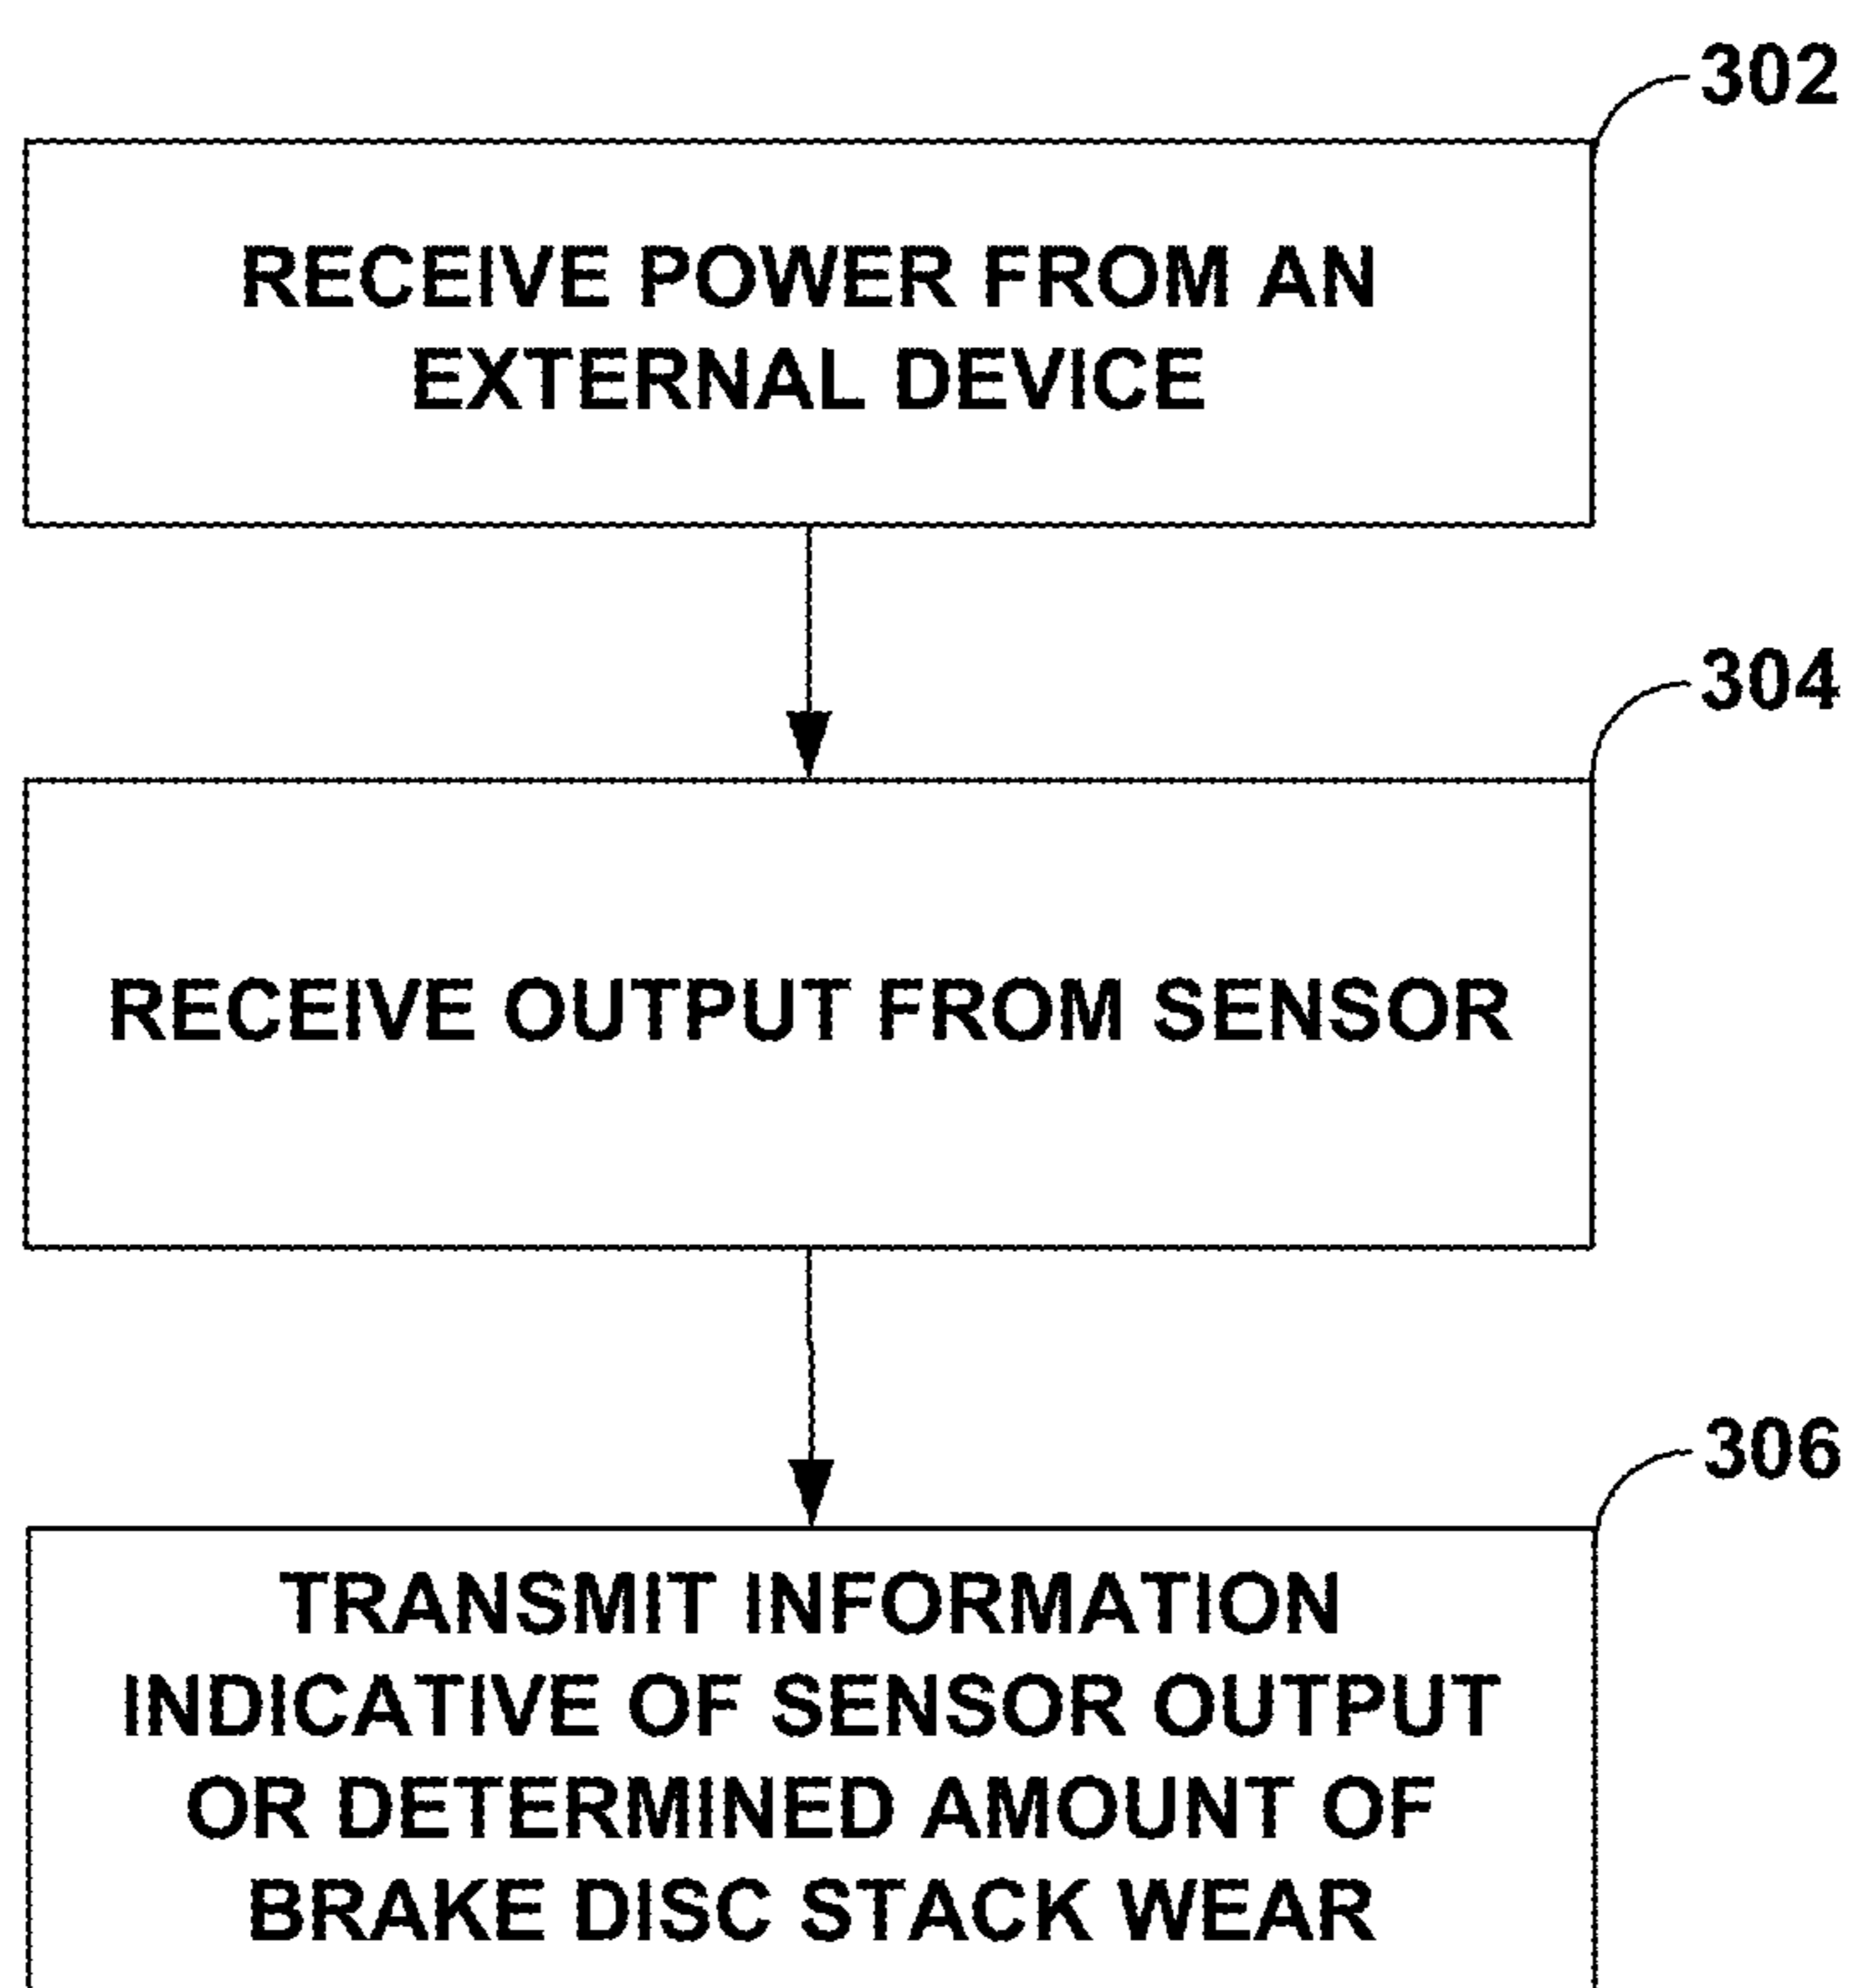 302
RECEIVE POWER FROM AN
EXTERNAL DEVICE
304
RECEIVE OUTPUT FROM SENSOR
306
TRANSMIT INFORMATION
INDICATIVE OF SENSOR OUTPUT
OR DETERMINED AMOUNT OF
BRAKE DISC STACK WEAR